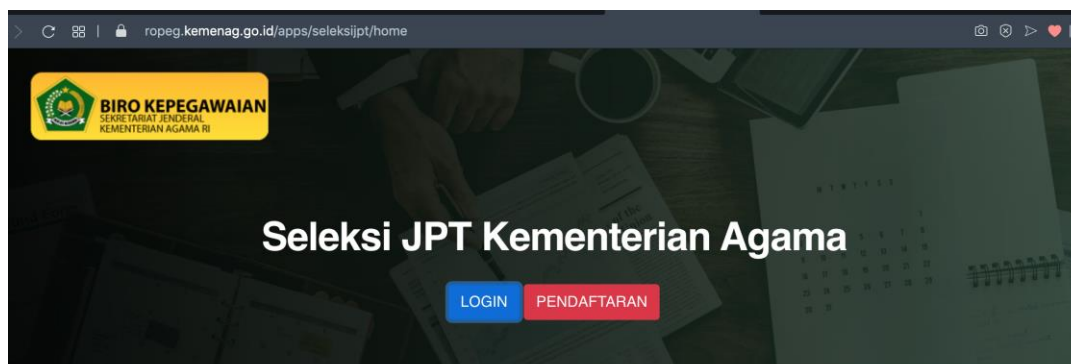 ropeg.kemenag.go.id/apps/seleksijpt/home
BIRO KEPEGAWAIAN
SEKRETARIAT JENDERAL
KEMENTERIAN AGAMA RI
Seleksi JPT Kementerian Agama
LOGIN PENDAFTARAN